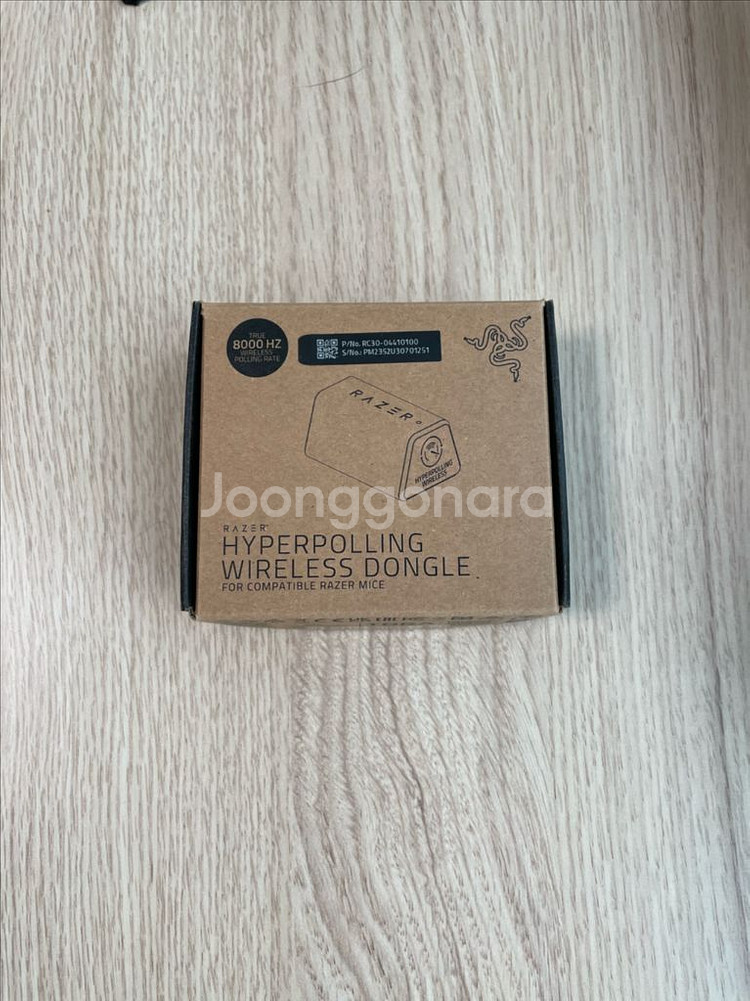 TRUE
8000 HZ
WIRELESS
POLLING RATE
P/No. RC30-04410100
S/No.: PM2352U30701251
RAZER
HYPERPOLLING
WIRELESS
Joonggonara
RAZER
HYPERPOLLING
WIRELESS DONGLE
FOR COMPATIBLE RAZER MICE